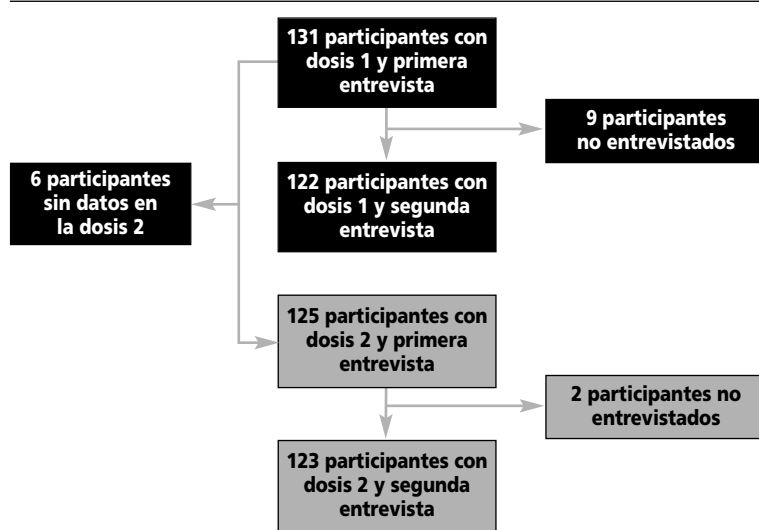 131 participantes con
dosis 1 y primera
entrevista
9 participantes
no entrevistados
6 participantes
sin datos en
la dosis 2
122 participantes con
dosis 1 y segunda
entrevista
125 participantes con
dosis 2 y primera
entrevista
2 participantes no
entrevistados
123 participantes con
dosis 2 y segunda
entrevista